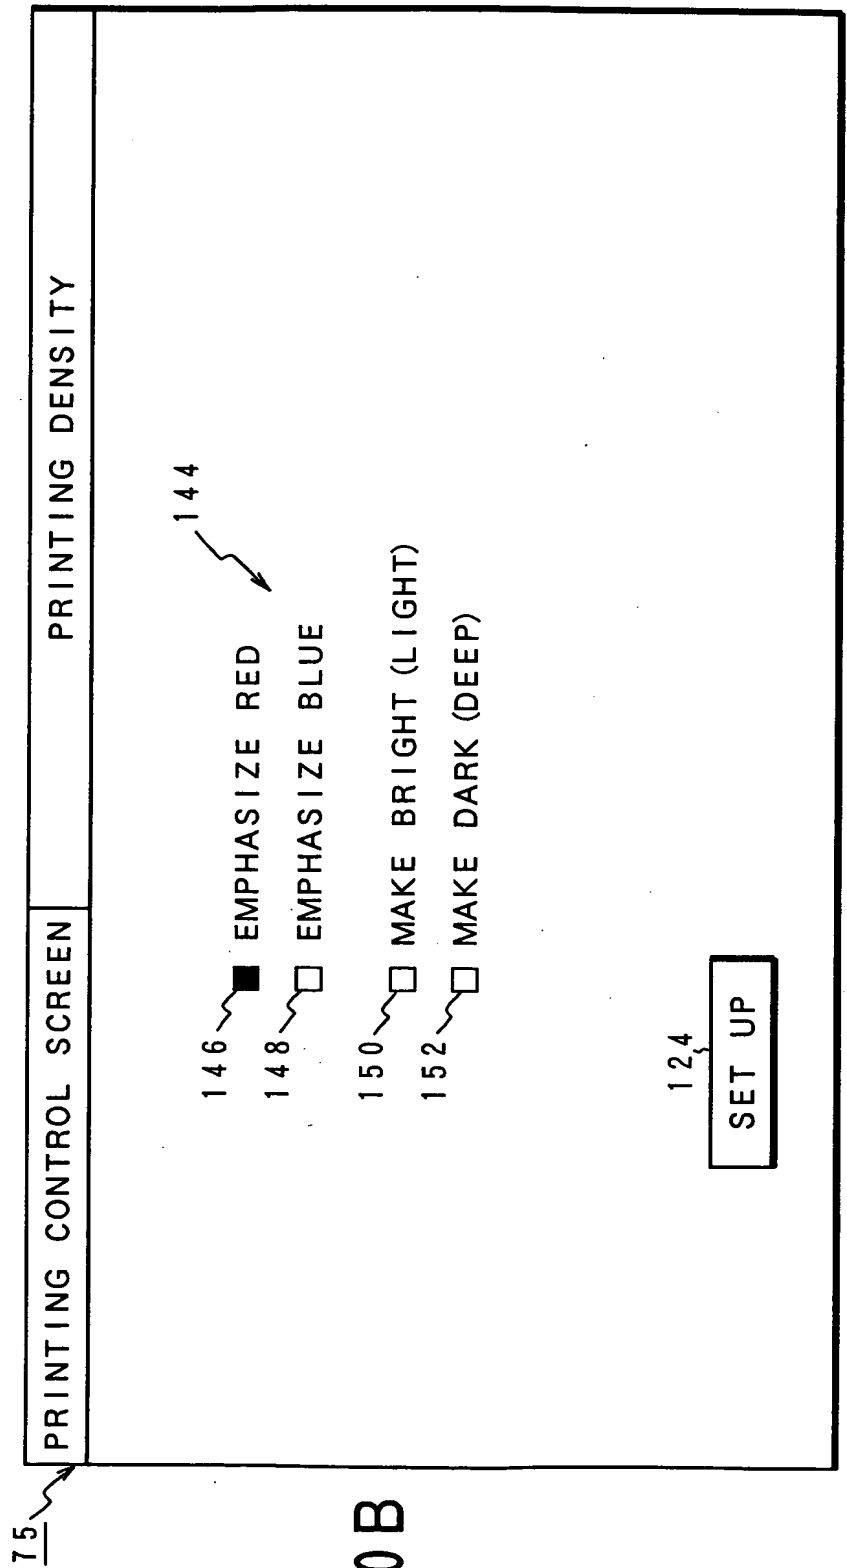 75
PRINTING CONTROL SCREEN
PRINTING DENSITY
144
146 EMPHASIZE RED
148 EMPHASIZE BLUE
150 MAKE BRIGHT (LIGHT)
152 MAKE DARK (DEEP)
124
SET UP
0B